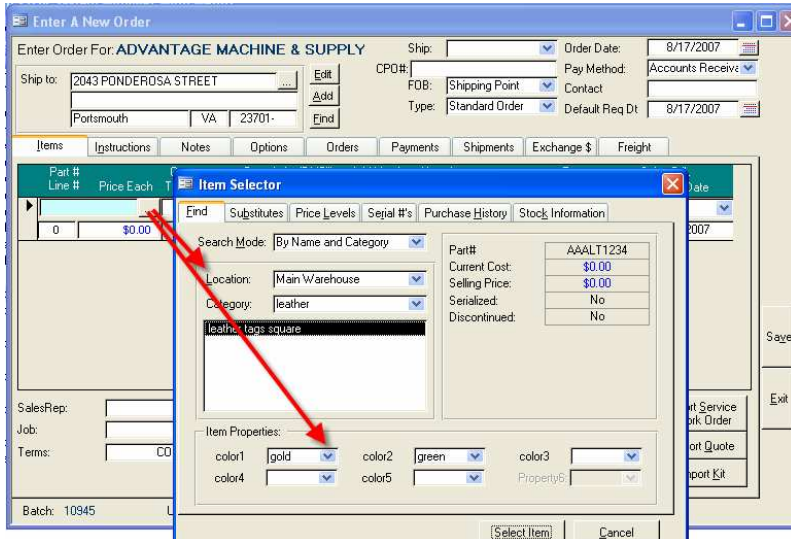 Enter A New Order
Enter Order For: ADVANTAGE MACHINE & SUPPLY
Ship:
Order Date: 8/17/2007
CPO#:
Pay Method: Accounts Receiva
Ship to: 2043 PONDEROSA STREET ... Edit
FOB: Shipping Point
Contact
Add
Type: Standard Order
Default Req Dt 8/17/2007
Portsmouth VA 23701- Find
Items Instructions Notes Options Orders Payments Shipments Exchange $ Freight
Part #
Line # Price Each
Date
0 $0.00
2007
Item Selector
Find Substitutes Price Levels Serial #'s Purchase History Stock Information
Search Mode: By Name and Category
Location: Main Warehouse
Category: leather
leather tags square
Part# AAALT1234
Current Cost: $0.00
Selling Price: $0.00
Serialized: No
Discontinued: No
Item Properties:
color1 gold color2 green color3
color4 color5 Property6:
Select Item Cancel
Save
Exit
SalesRep:
Job:
Terms: CO
Service
Order
Quote
Kit
Batch: 10945